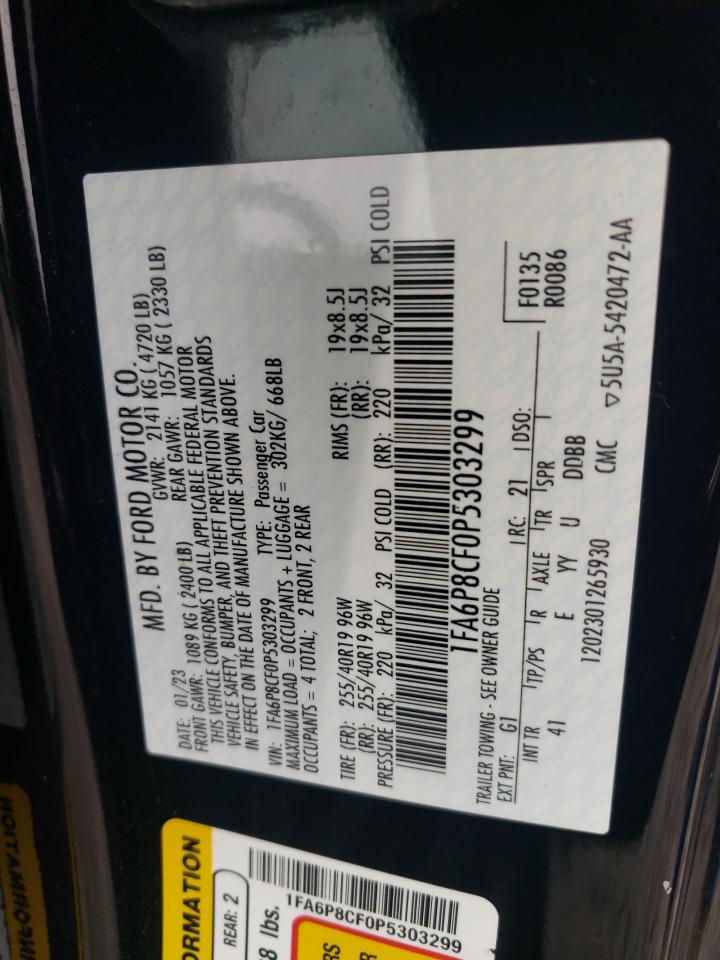 MFD. BY FORD MOTOR CO.
DATE: 01/23 GVWR: 2141 KG ( 4720 LB)
FRONT GAWR: 1089 KG ( 2400 LB) REAR GAWR: 1057 KG ( 2330 LB)
THIS VEHICLE CONFORMS TO ALL APPLICABLE FEDERAL MOTOR
VEHICLE SAFETY, BUMPER, AND THEFT PREVENTION STANDARDS
IN EFFECT ON THE DATE OF MANUFACTURE SHOWN ABOVE.
VIN: 1FA6P8CF0P5303299 TYPE: Passenger Car
MAXIMUM LOAD = OCCUPANTS + LUGGAGE = 302KG/ 668LB
OCCUPANTS = 4 TOTAL; 2 FRONT, 2 REAR
TIRE (FR): 255/40R19 96W RIMS (FR): 19x8.5J
(RR): 255/40R19 96W (RR): 19x8.5J
PRESSURE (FR): 220 kPa/ 32 PSI COLD (RR): 220 kPa/ 32 PSI COLD
1FA6P8CF0P5303299
TRAILER TOWING - SEE OWNER GUIDE
EXT PNT: G1 RC: 21 DSO: F0135
R0086
INT TR TP/PS R AXLE TR SPR
41 E YY U DDBB
1202301265930 CMC ▽5U5A-5420472-AA
ORMATION
REAR: 2
8 lbs.
1FA6P8CF0P5303299
RS
R
INFORMATION